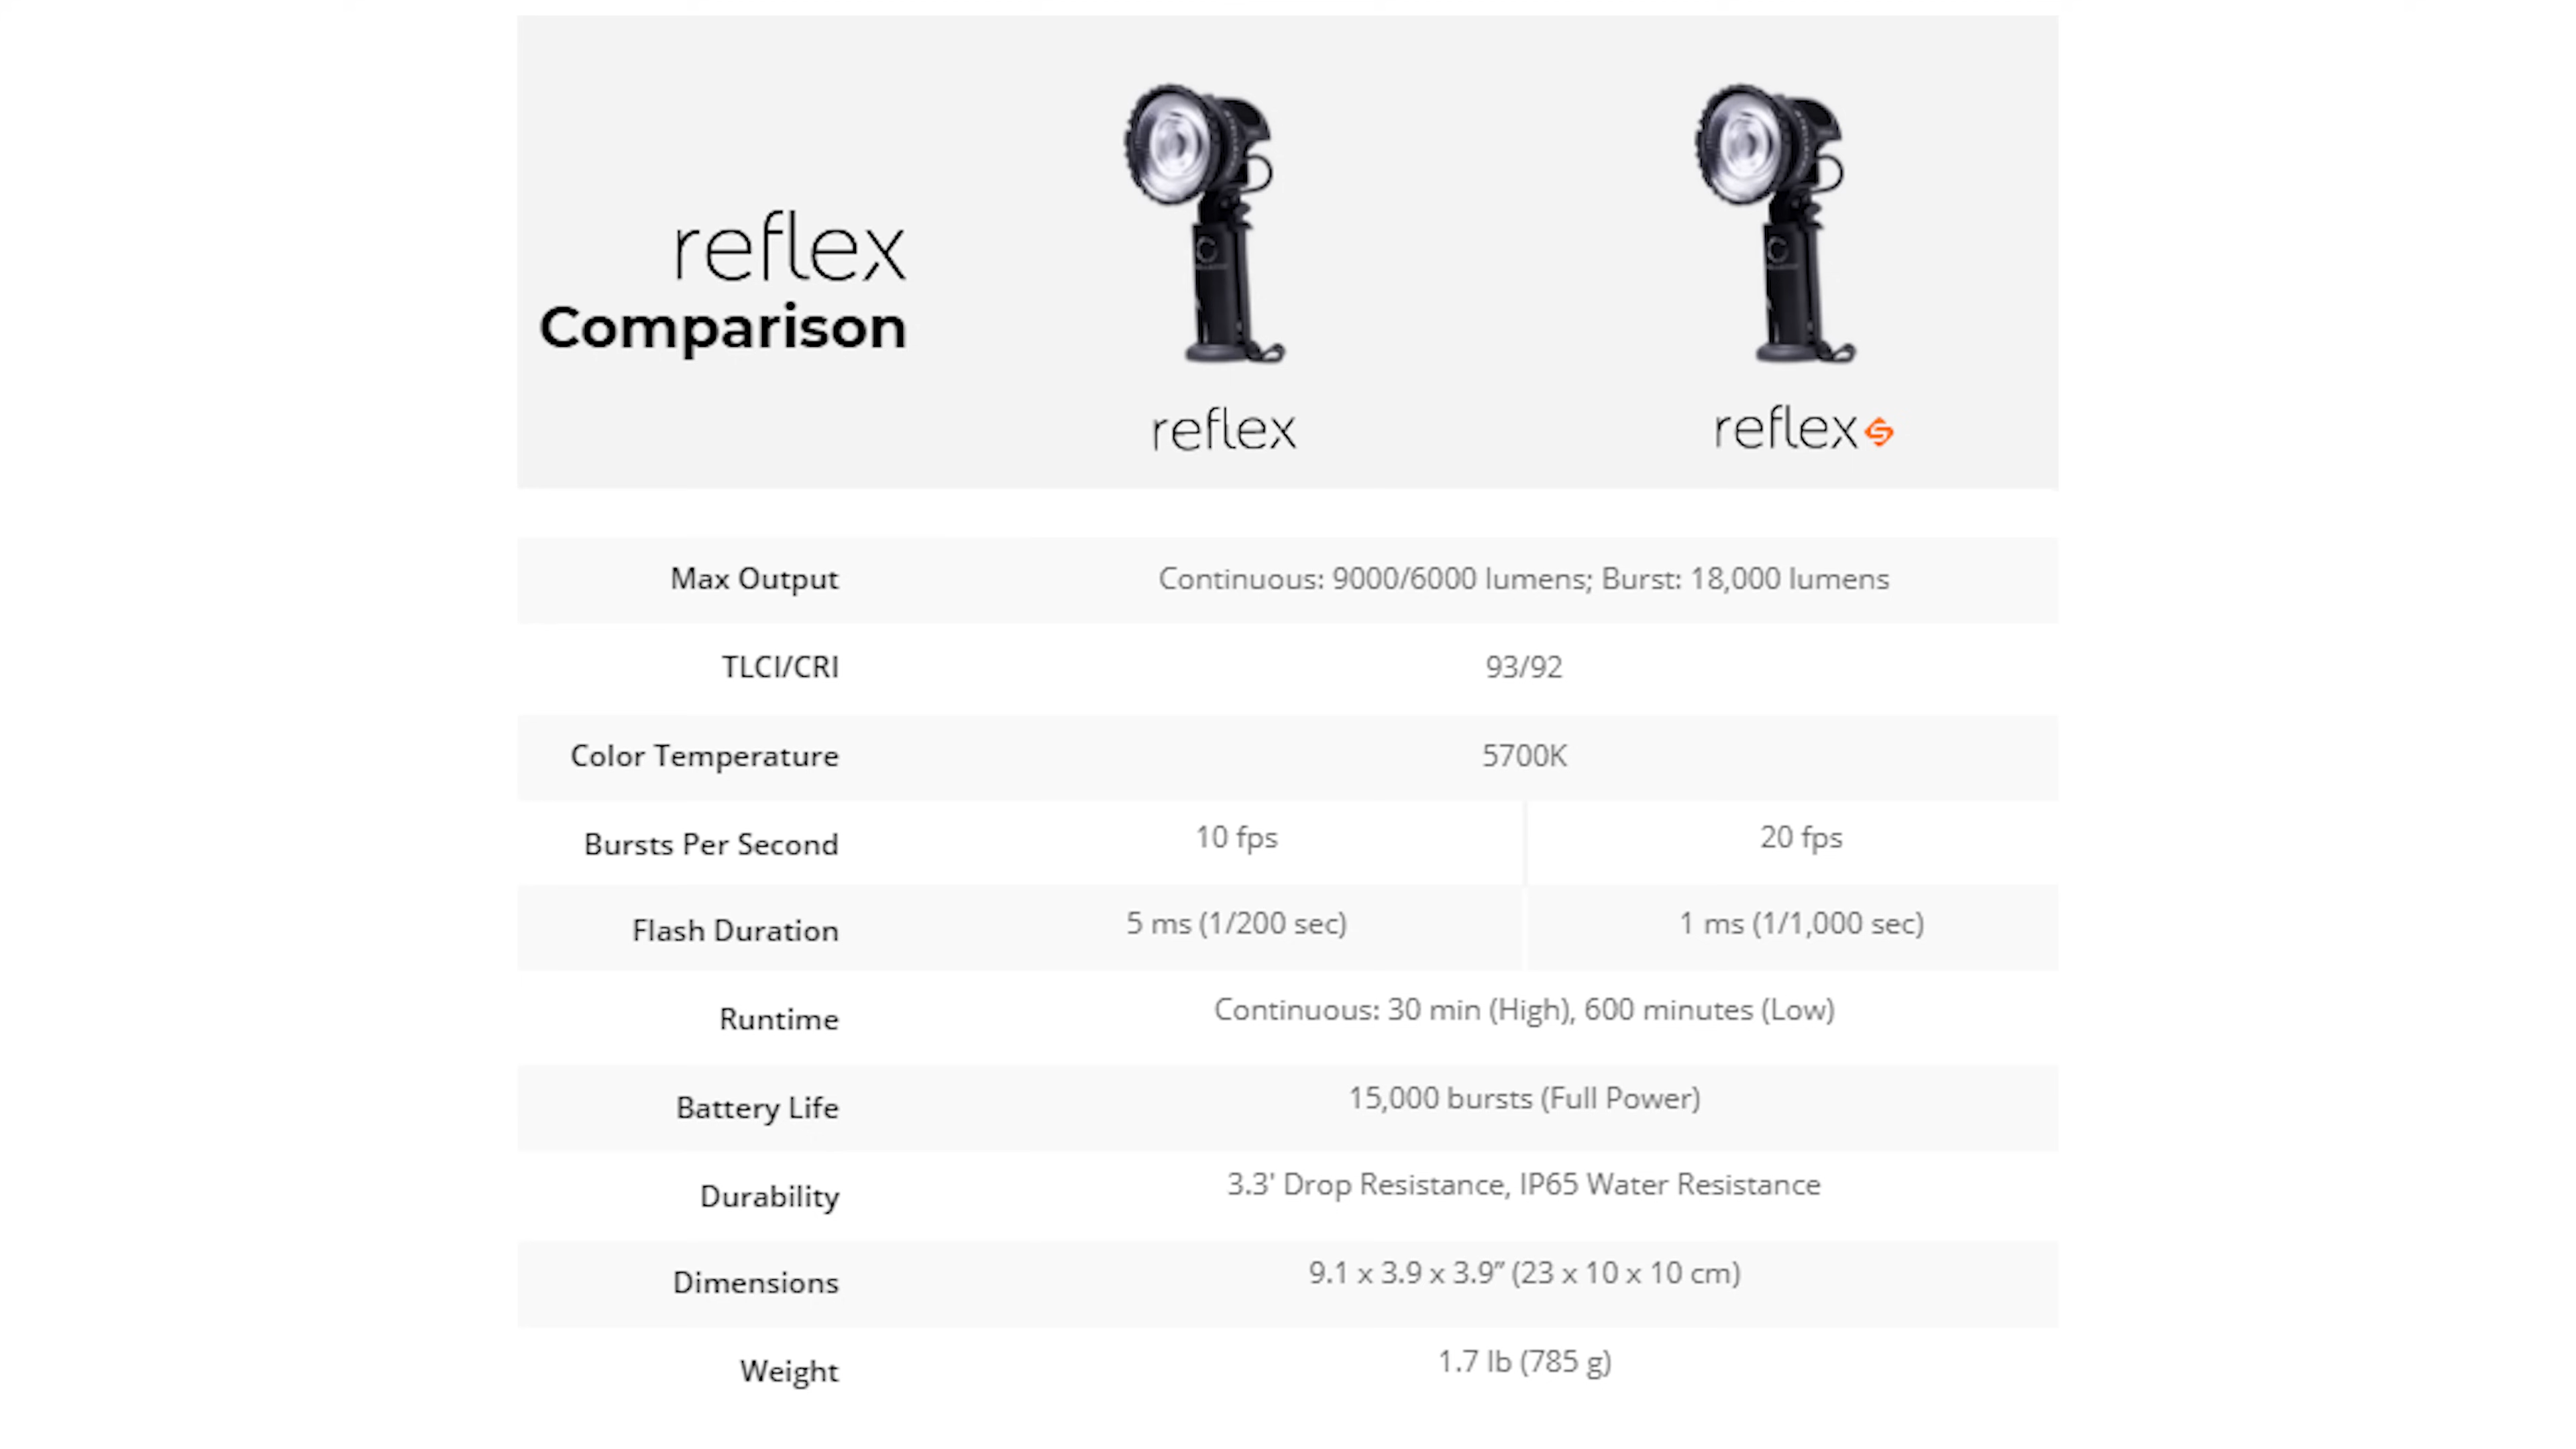 reflex
Comparison
reflex
reflex S
Max Output
Continuous: 9000/6000 lumens; Burst: 18,000 lumens
TLCI/CRI
93/92
Color Temperature
5700K
Bursts Per Second
10 fps
20 fps
Flash Duration
5 ms (1/200 sec)
1 ms (1/1,000 sec)
Runtime
Continuous: 30 min (High), 600 minutes (Low)
Battery Life
15,000 bursts (Full Power)
Durability
3.3' Drop Resistance, IP65 Water Resistance
Dimensions
9.1 x 3.9 x 3.9” (23 x 10 x 10 cm)
Weight
1.7 lb (785 g)